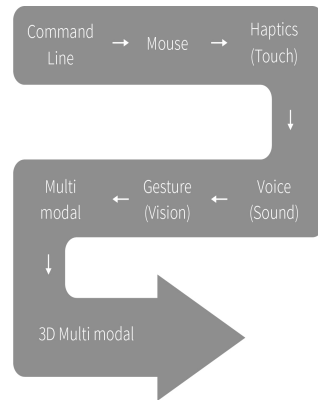 Command
Line
Mouse
Haptics
(Touch)
Voice
(Sound)
Gesture
(Vision)
Multi
modal
3D Multi modal